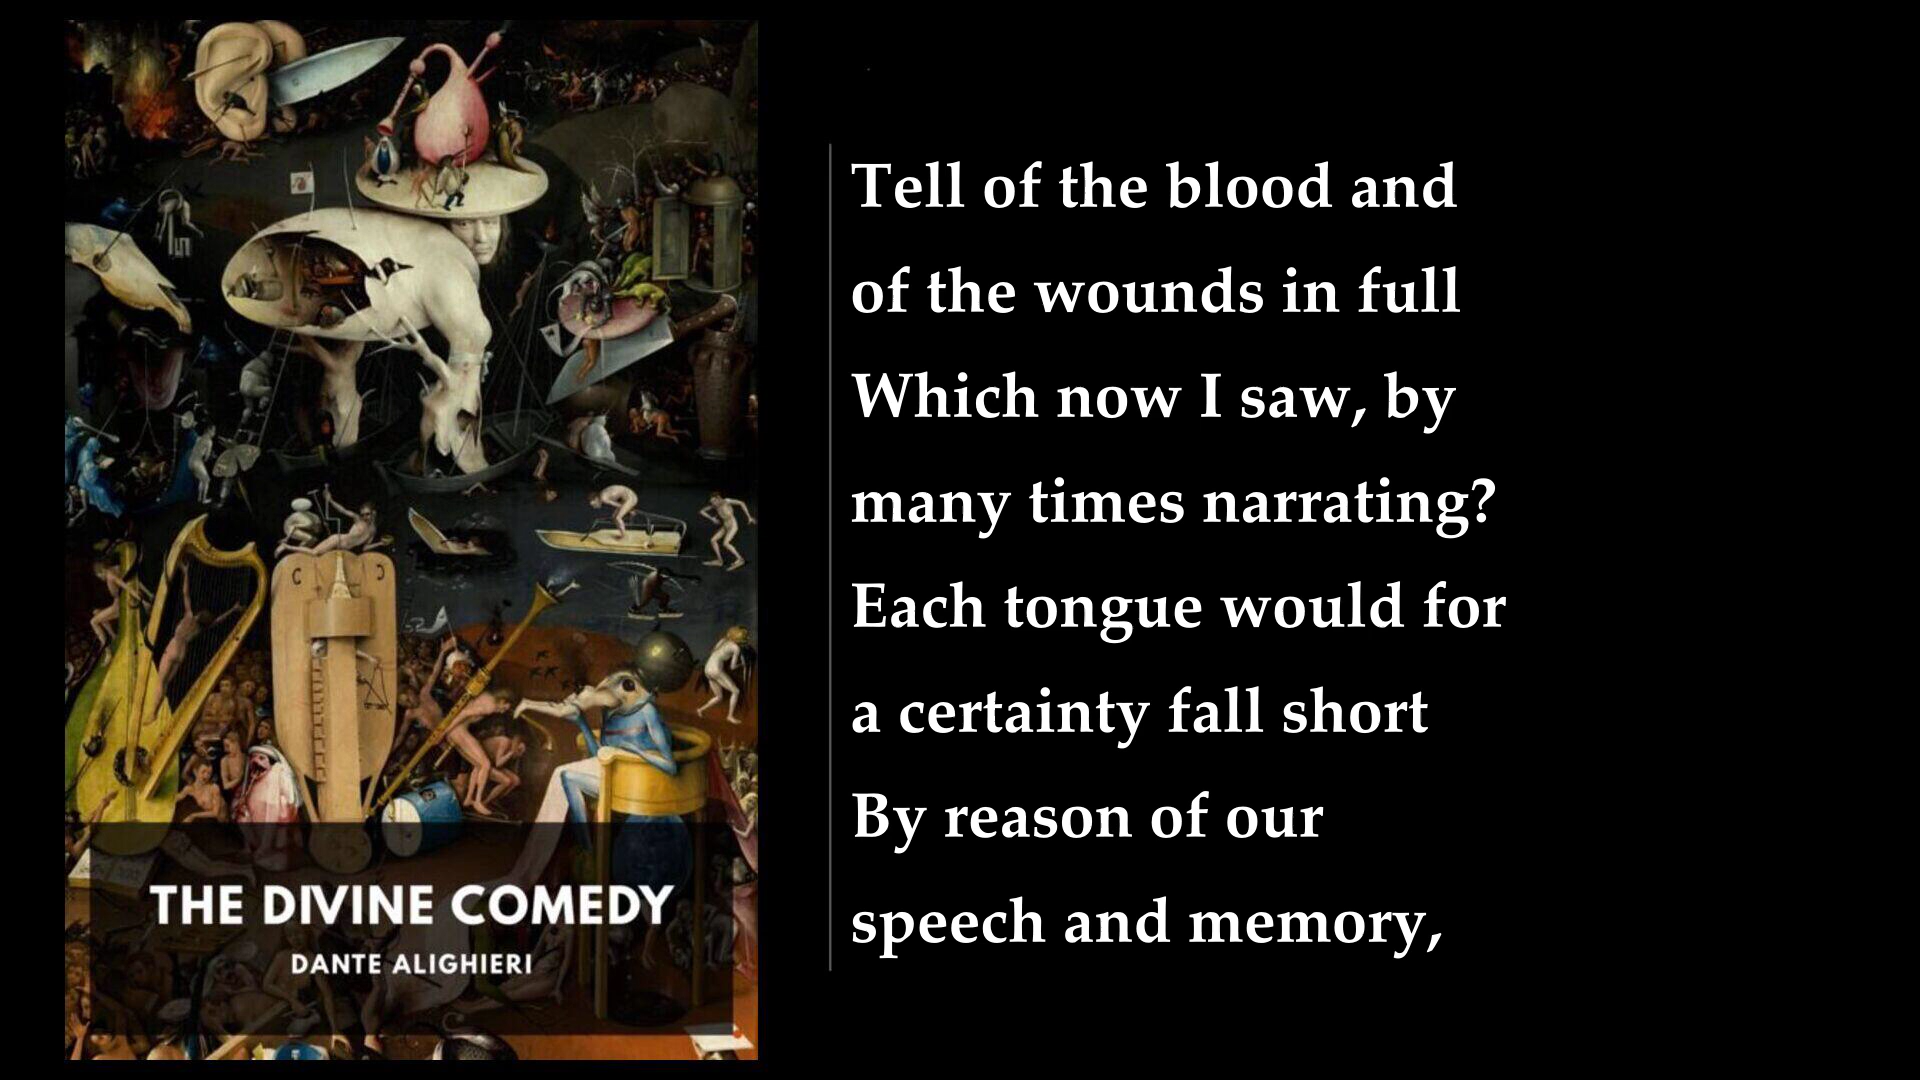 THE DIVINE COMEDY
DANTE ALIGHIERI
Tell of the blood and
of the wounds in full
Which now I saw, by
many times narrating?
Each tongue would for
a certainty fall short
By reason of our
speech and memory,